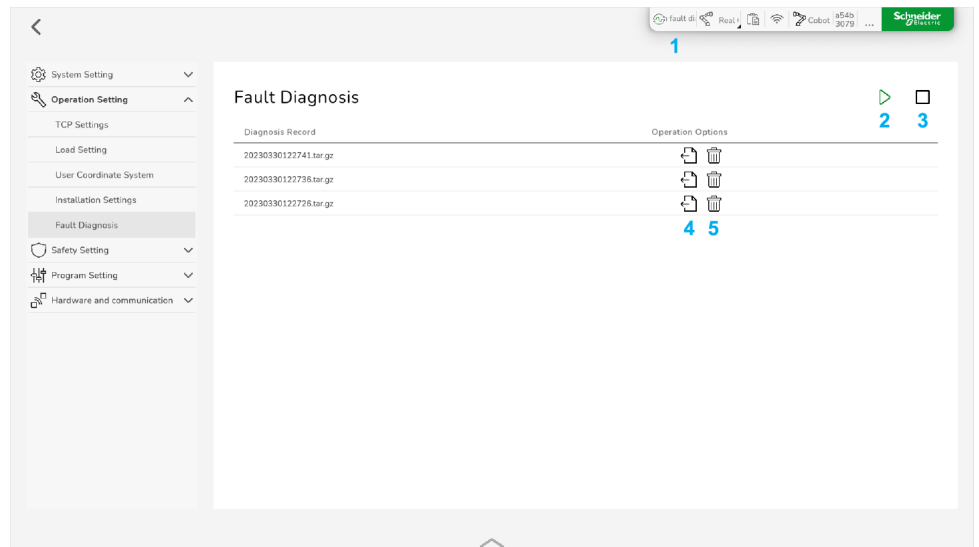 fault di
Real
Cobot
a54b
3079
...
Schneider
Electric
1
System Setting
Operation Setting
TCP Settings
Load Setting
User Coordinate System
Installation Settings
Fault Diagnosis
Safety Setting
Program Setting
Hardware and communication
Fault Diagnosis
2 3
Diagnosis Record Operation Options
20230330122741.tar.gz
20230330122736.tar.gz
20230330122726.tar.gz
4 5